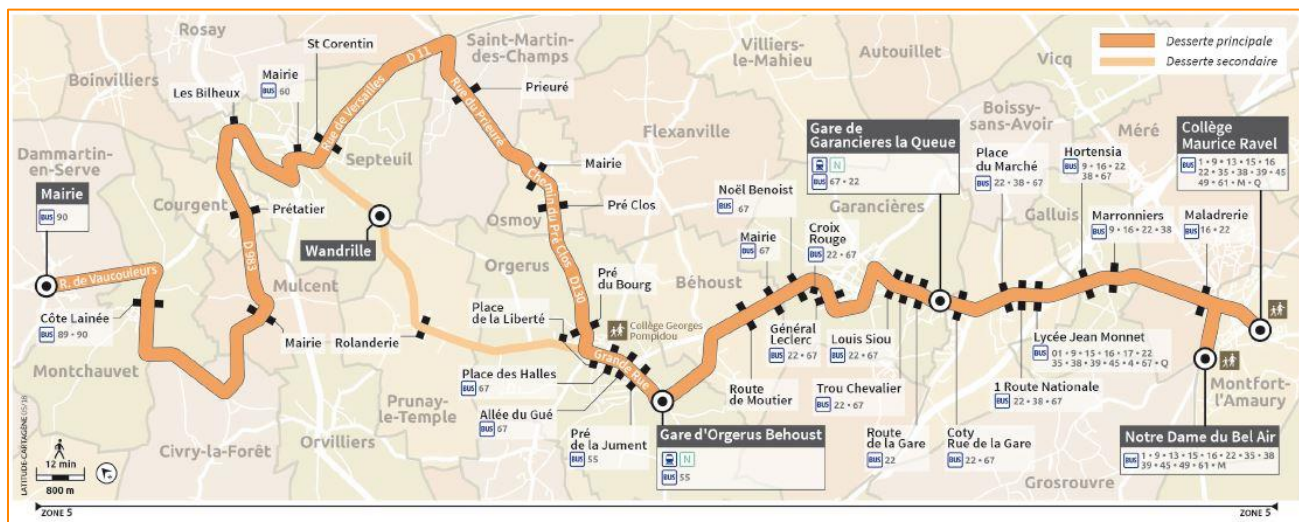 Rosay
St Corentin
D 11
Saint-Martin-
des-Champs
Villiers-
le-Mahieu
Autouillet
Vicq
Desserte principale
Desserte secondaire
Boinvilliers
Mairie
BUS 60
Les Bilheux
Rue de Versailles
Rue du Prieuré
Prieuré
Septeuil
Flexanville
Gare de
Garancieres la Queue
N
BUS 67 • 22
Boissy-
sans-Avoir
Méré
Collège
Maurice Ravel
BUS 1 • 9 • 13 • 15 • 16
22 • 35 • 38 • 39 • 45
49 • 61 • M • Q
Place
du Marché
BUS 22 • 38 • 67
Hortensia
BUS 9 • 16 • 22
38 • 67
Dammartin-
en-Serve
Mairie
BUS 90
Courgent
Prétatier
Mairie
Chemin du Pré Clos
Pré Clos
Osmoy
Noël Benoist
BUS 67
Garancières
Galluis
Marronniers
BUS 9 • 16 • 22 • 38
Maladrerie
BUS 16 • 22
Wandrille
Mairie
BUS 67
Croix
Rouge
BUS 22 • 67
R. de Vaucouleurs
D 983
Mulcent
Orgerus
D130
Pré
du Bourg
Béhoust
Côte Lainée
BUS 89 • 90
Mairie
Rolanderie
Place
de la Liberté
Collège Georges
Pompidou
Grande Rue
Général
Leclerc
BUS 22 • 67
Louis Siou
BUS 22 • 67
Lycée Jean Monnet
BUS 01 • 9 • 15 • 16 • 17 • 22
35 • 38 • 39 • 45 • 4 • 67 • Q
Montchauvet
Place des Halles
BUS 67
Prunay-
le-Temple
Allée du Gué
BUS 67
Route
de Moutier
Trou Chevalier
BUS 22 • 67
1 Route Nationale
BUS 22 • 38 • 67
Montfort-
l'Amaury
Civry-la-Forêt
Orvilliers
Pré
de la Jument
BUS 55
Gare d'Orgerus Behoust
N
BUS 55
Route
de la Gare
BUS 22
Coty
Rue de la Gare
BUS 22 • 67
Notre Dame du Bel Air
BUS 1 • 9 • 13 • 15 • 16 • 22 • 35 • 38
39 • 45 • 49 • 61 • M
Grosrouvre
LATITUDE-CARTAGÈNE 05/18
12 min
800 m
ZONE 5
ZONE 5